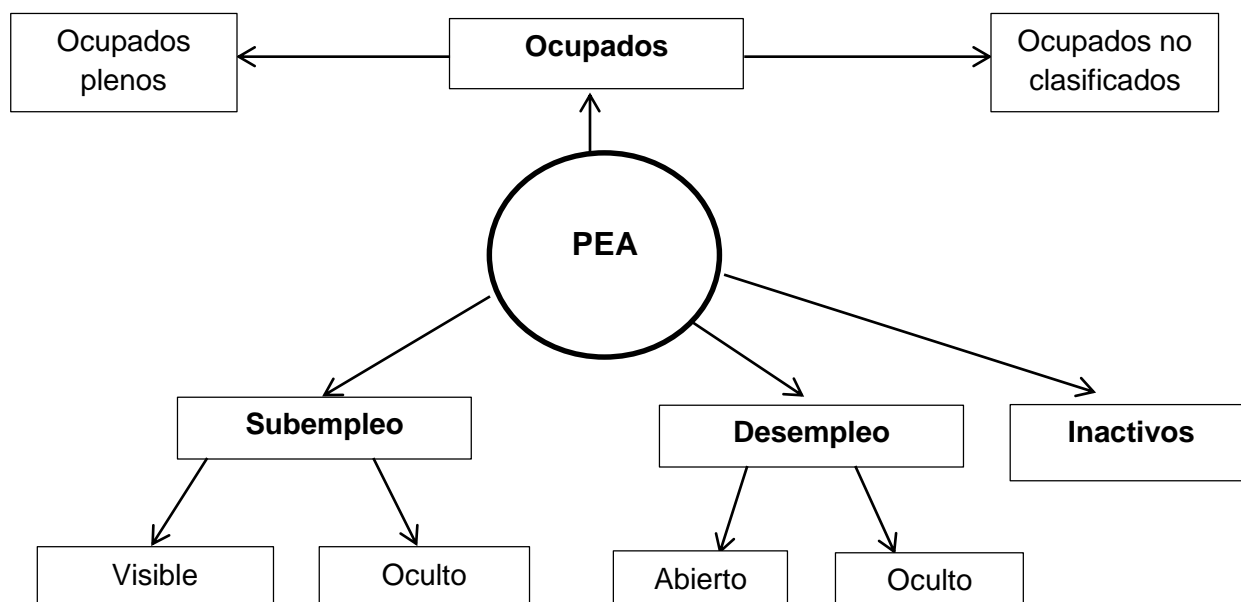 Ocupados
plenos
Ocupados
Ocupados no
clasificados
PEA
Subempleo
Desempleo
Inactivos
Visible
Oculto
Abierto
Oculto